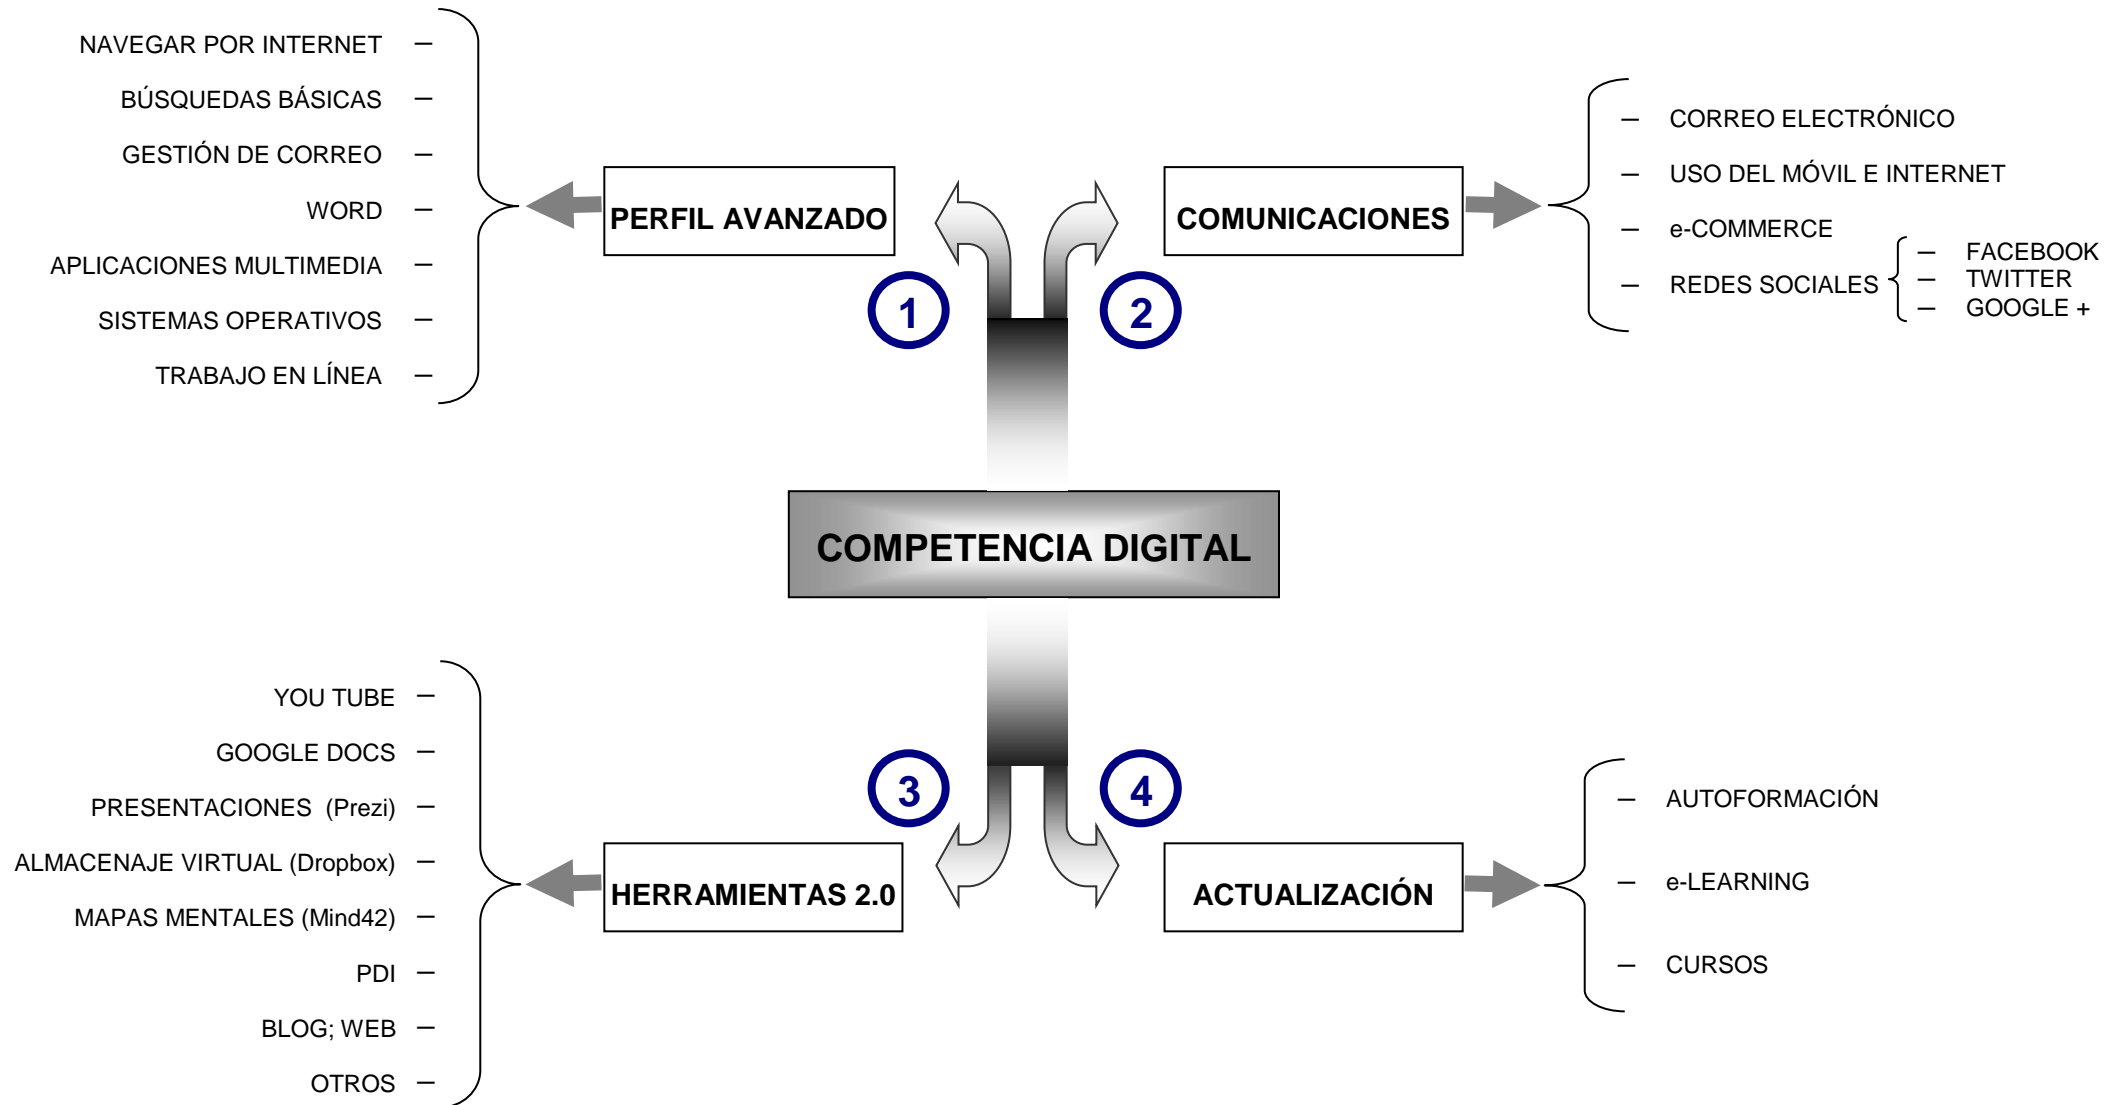 NAVEGAR POR INTERNET –
BÚSQUEDAS BÁSICAS –
GESTIÓN DE CORREO –
WORD –
APLICACIONES MULTIMEDIA –
SISTEMAS OPERATIVOS –
TRABAJO EN LÍNEA –
PERFIL AVANZADO
1
2
COMUNICACIONES
– CORREO ELECTRÓNICO
– USO DEL MÓVIL E INTERNET
– e-COMMERCE
– REDES SOCIALES
– FACEBOOK
– TWITTER
– GOOGLE +
COMPETENCIA DIGITAL
YOU TUBE –
GOOGLE DOCS –
PRESENTACIONES (Prezi) –
ALMACENAJE VIRTUAL (Dropbox) –
MAPAS MENTALES (Mind42) –
PDI –
BLOG; WEB –
OTROS –
HERRAMIENTAS 2.0
3
4
ACTUALIZACIÓN
– AUTOFORMACIÓN
– e-LEARNING
– CURSOS